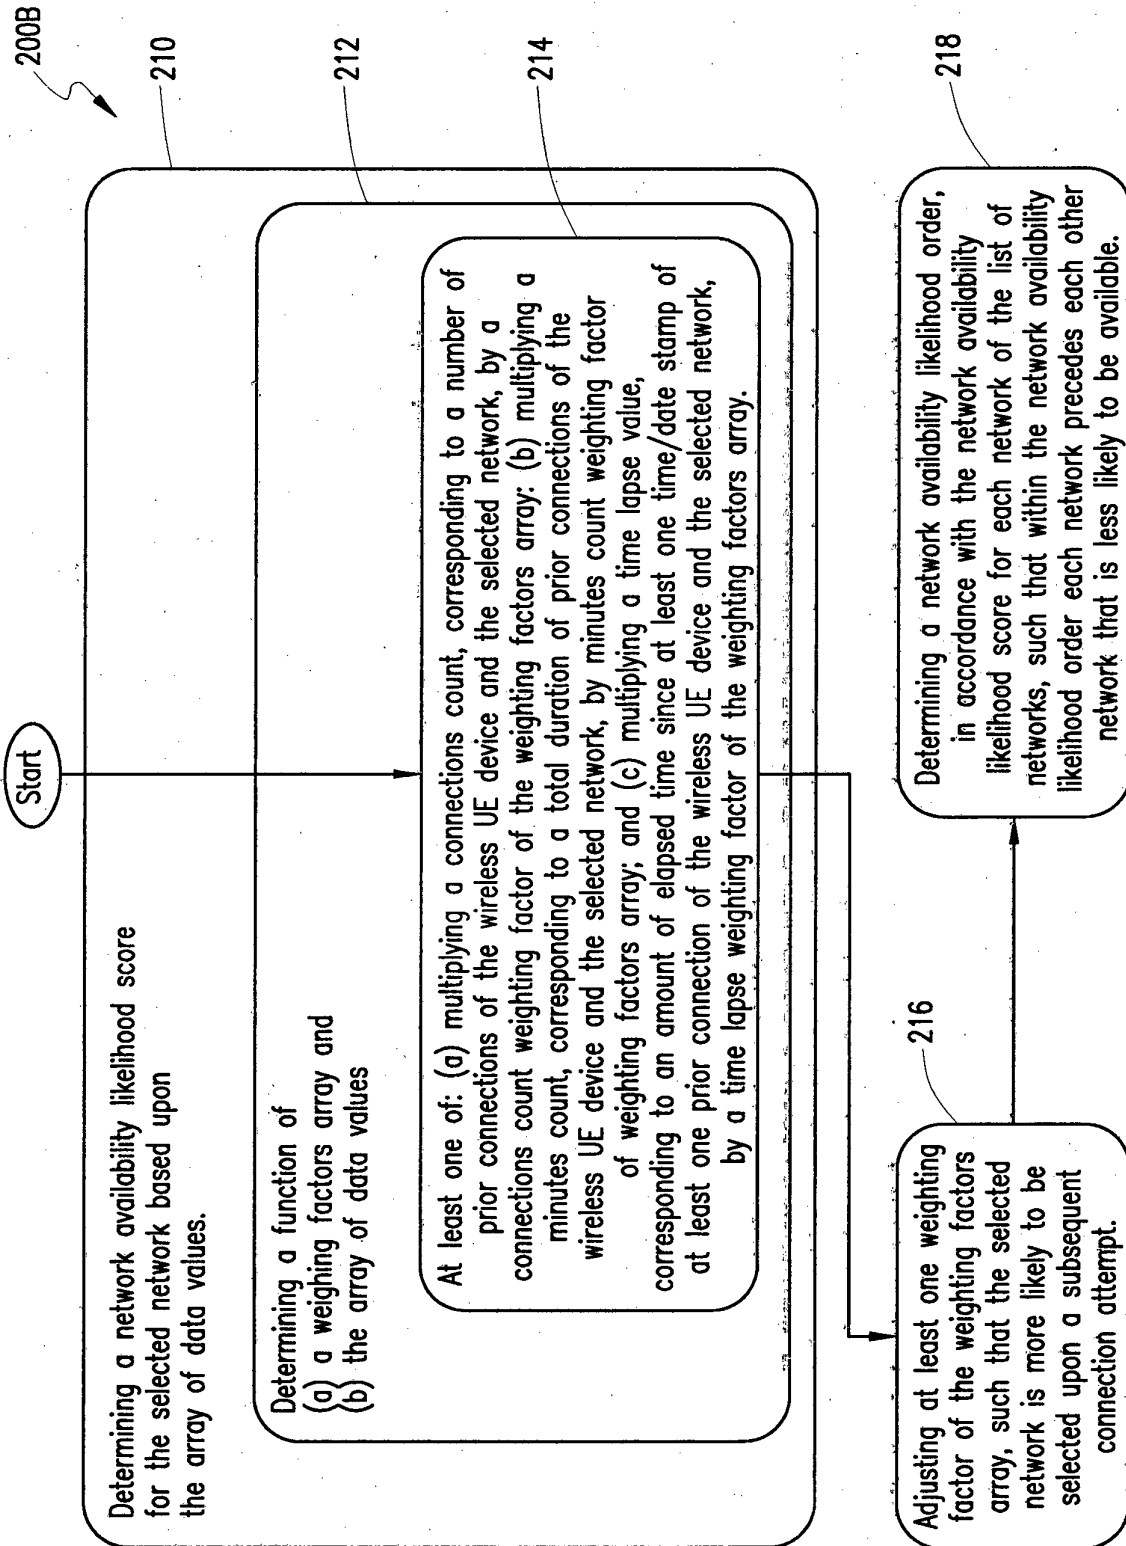 200B
Start
210
Determining a network availability likelihood score
for the selected network based upon
the array of data values.
212
Determining a function of
(a) a weighing factors array and
(b) the array of data values
214
At least one of: (a) multiplying a connections count, corresponding to a number of
prior connections of the wireless UE device and the selected network, by a
connections count weighting factor of the weighting factors array: (b) multiplying a
minutes count, corresponding to a total duration of prior connections of the
wireless UE device and the selected network, by minutes count weighting factor
of weighting factors array; and (c) multiplying a time lapse value,
corresponding to an amount of elapsed time since at least one time/date stamp of
at least one prior connection of the wireless UE device and the selected network,
by a time lapse weighting factor of the weighting factors array.
216
Adjusting at least one weighting
factor of the weighting factors
array, such that the selected
network is more likely to be
selected upon a subsequent
connection attempt.
218
Determining a network availability likelihood order,
in accordance with the network availability
likelihood score for each network of the list of
networks, such that within the network availability
likelihood order each network precedes each other
network that is less likely to be available.